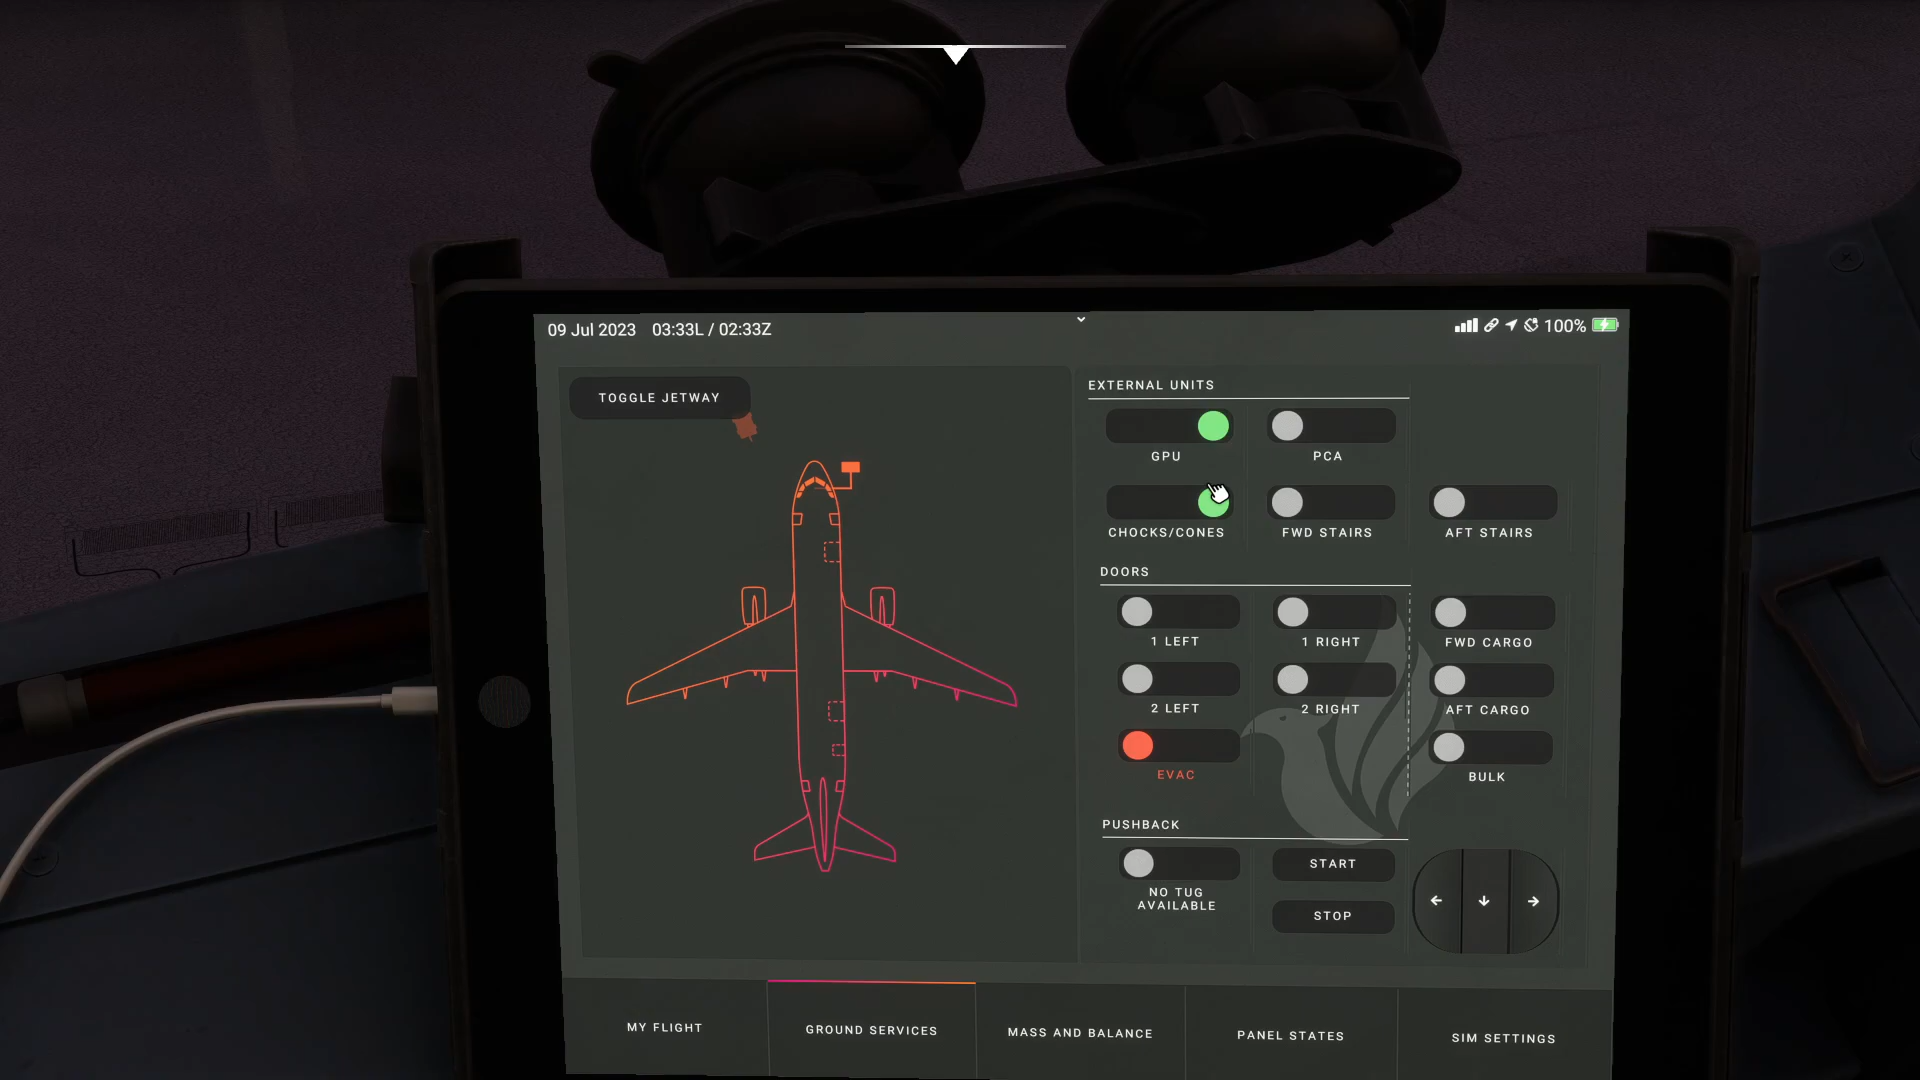 09 Jul 2023 03:33L / 02:33Z
100%
TOGGLE JETWAY
EXTERNAL UNITS
GPU
PCA
CHOCKS/CONES
FWD STAIRS
AFT STAIRS
DOORS
1 LEFT
1 RIGHT
FWD CARGO
2 LEFT
2 RIGHT
AFT CARGO
EVAC
BULK
PUSHBACK
NO TUG
AVAILABLE
START
STOP
MY FLIGHT
GROUND SERVICES
MASS AND BALANCE
PANEL STATES
SIM SETTINGS